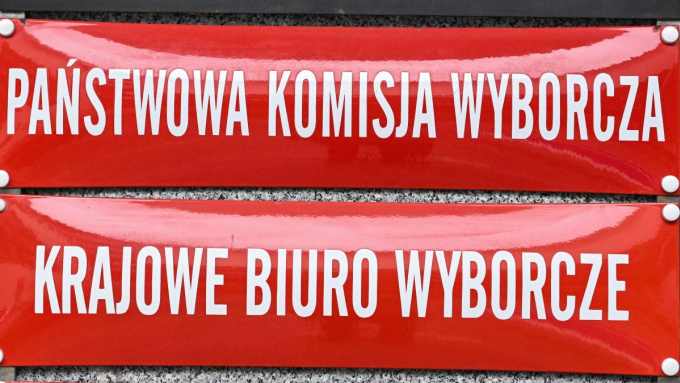 PAŃSTWOWA KOMISJA WYBORCZA
KRAJOWE BIURO WYBORCZE